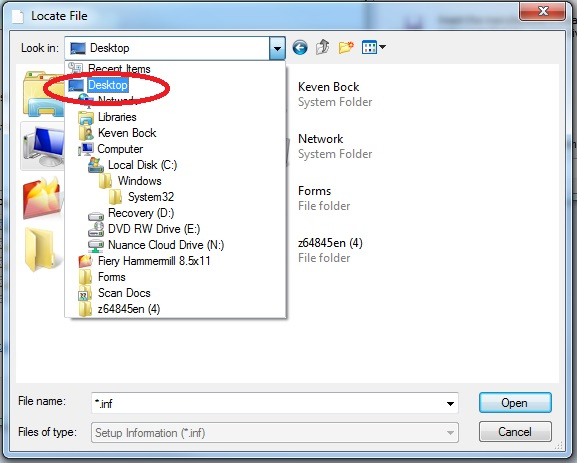 Locate File
Look in:
Desktop
Recent Items
Desktop
Network
Libraries
Keven Bock
Computer
Local Disk (C:)
Windows
System32
Recovery (D:)
DVD RW Drive (E:)
Nuance Cloud Drive (N:)
Fiery Hammermill 8.5x11
Forms
Scan Docs
z64845en (4)
Keven Bock
System Folder
Network
System Folder
Forms
File folder
z64845en (4)
File folder
File name:
*.inf
Open
Files of type:
Setup Information (*.inf)
Cancel